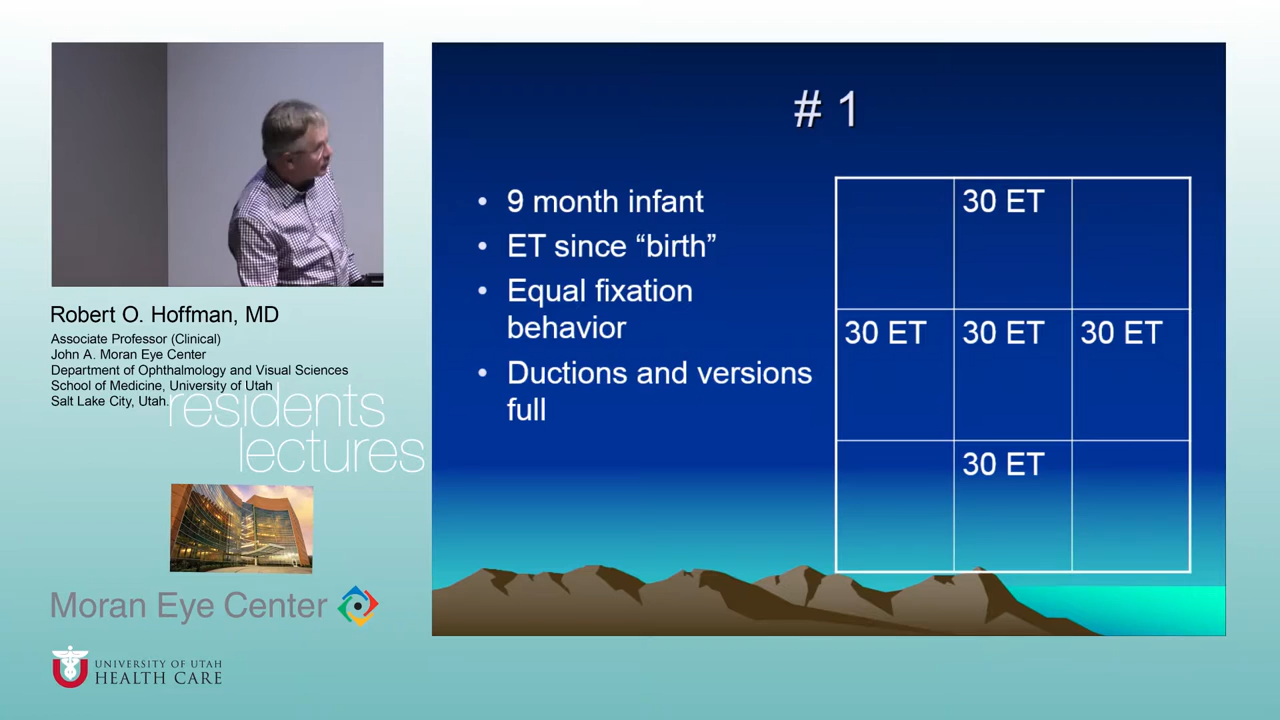 # 1
• 9 month infant
• ET since “birth”
• Equal fixation
behavior
• Ductions and versions
full
30 ET
30 ET 30 ET 30 ET
30 ET
Robert O. Hoffman, MD
Associate Professor (Clinical)
John A. Moran Eye Center
Department of Ophthalmology and Visual Sciences
School of Medicine, University of Utah
Salt Lake City, Utah.
residents
lectures
Moran Eye Center
U
UNIVERSITY OF UTAH
HEALTH CARE